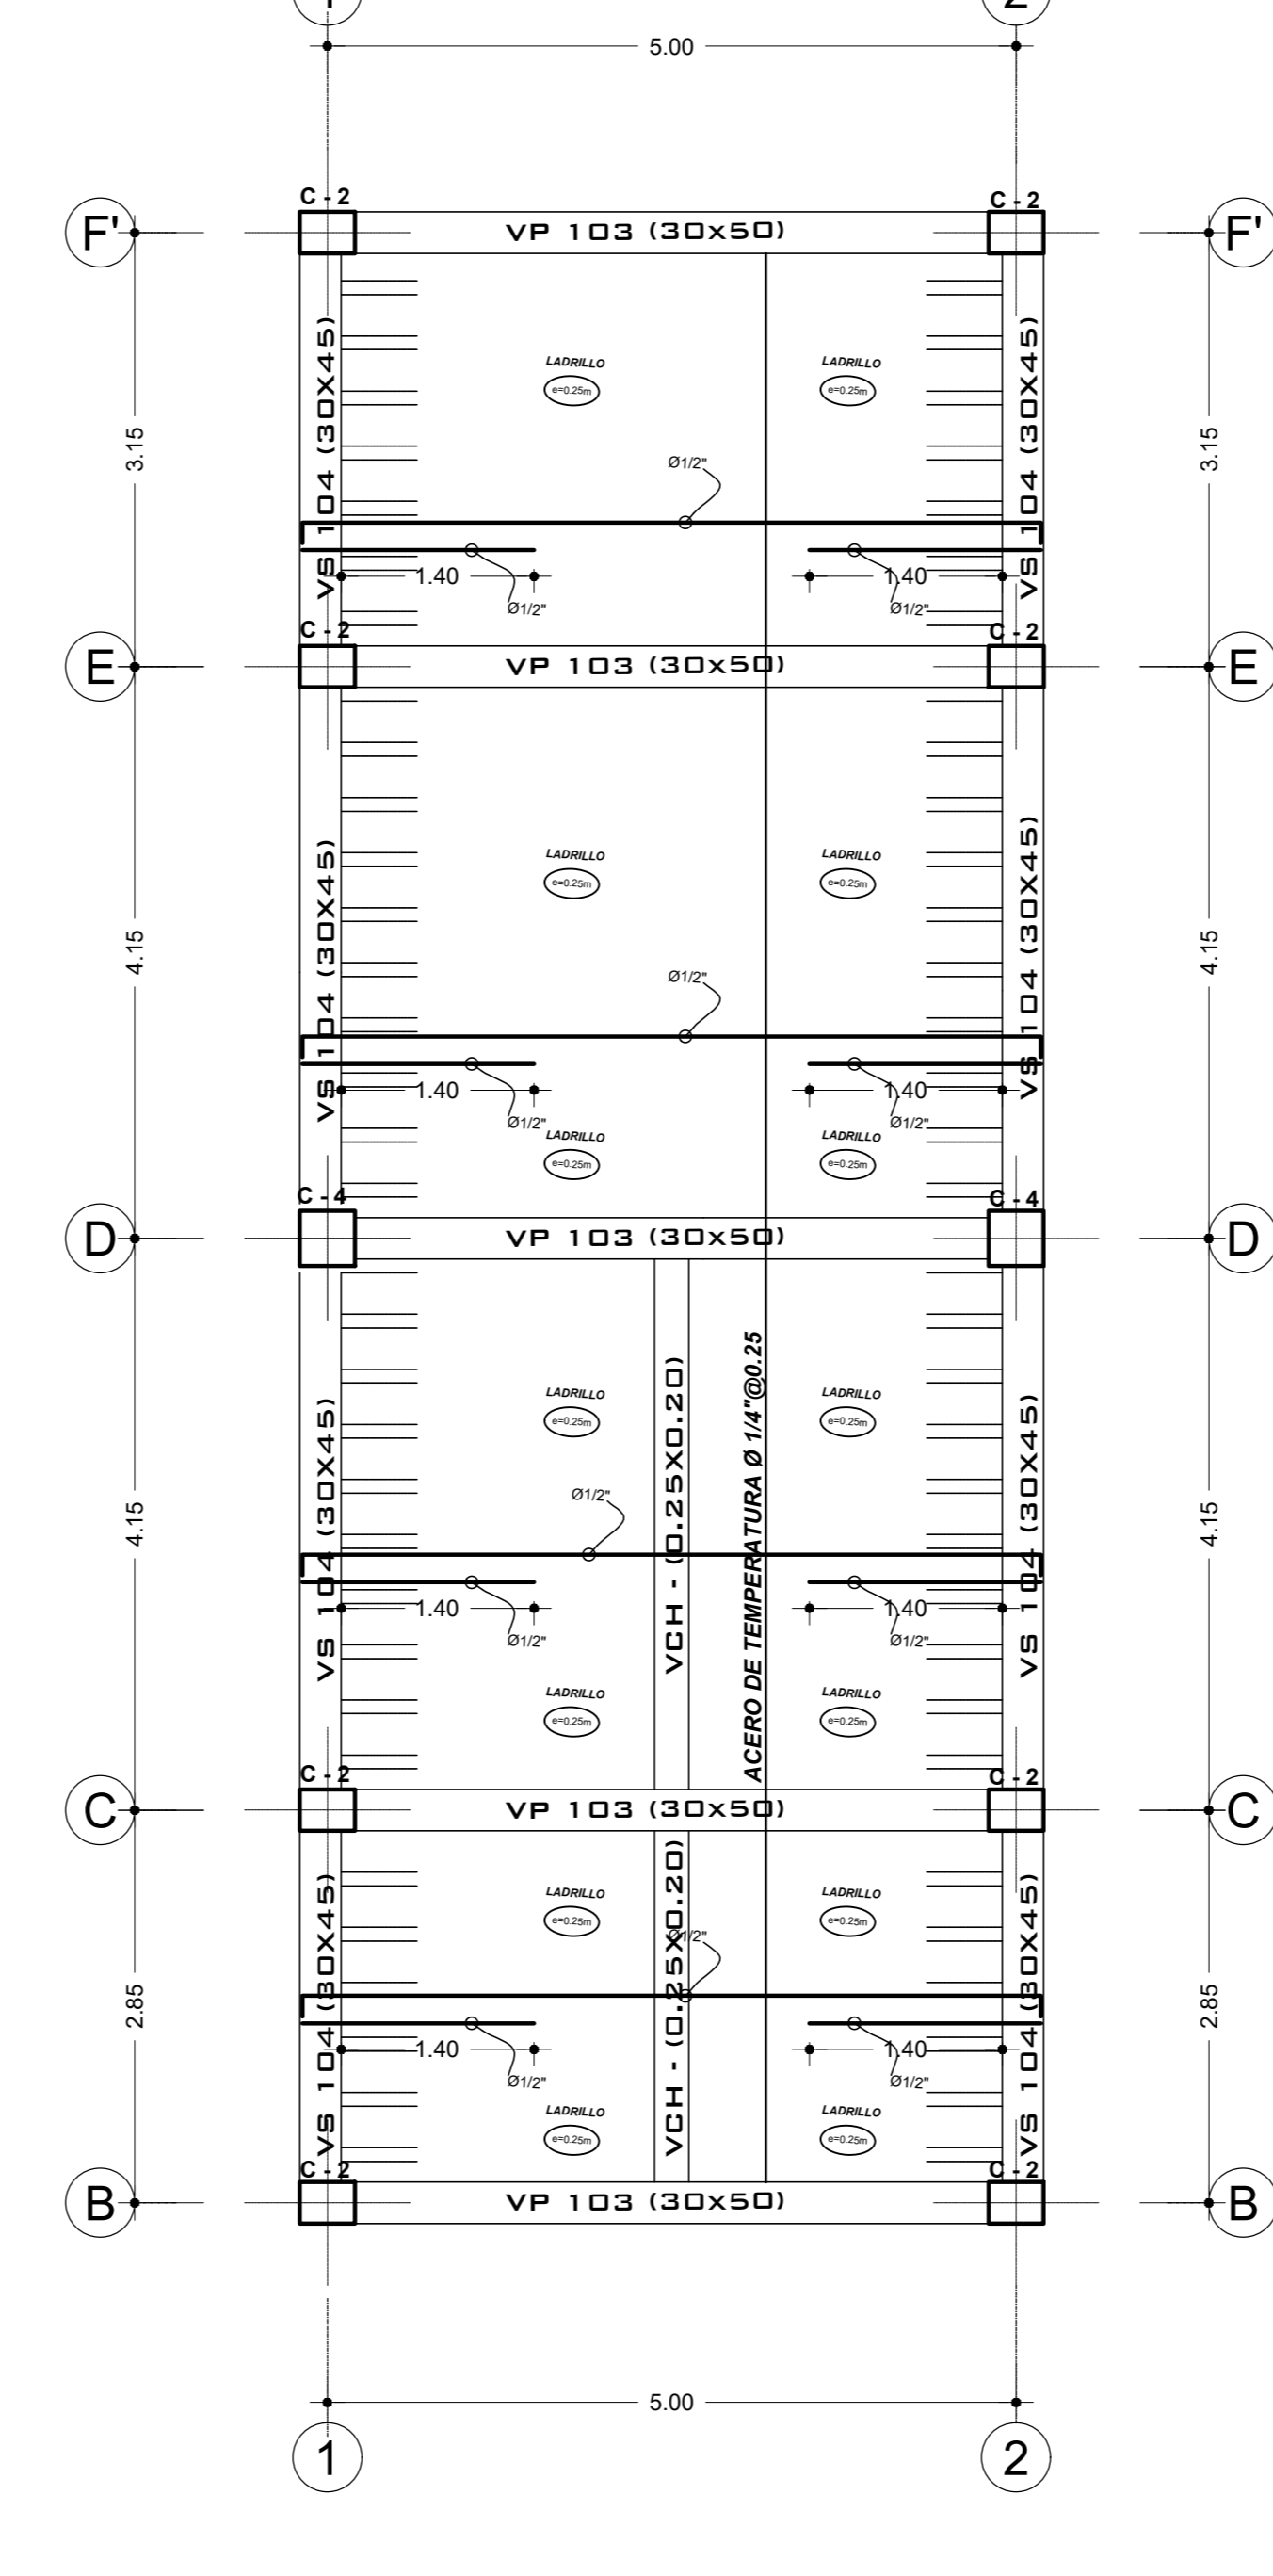 1
2
5.00
C - 2
C - 2
F'
VP 103 (30x50)
F'
VS 104 (30X45)
VS 104 (30X45)
LADRILLO
e=0.25m
LADRILLO
e=0.25m
3.15
3.15
Ø1/2"
1.40
Ø1/2"
1.40
Ø1/2"
C - 2
C - 2
E
VP 103 (30x50)
E
VS 104 (30X45)
VS 104 (30X45)
LADRILLO
e=0.25m
LADRILLO
e=0.25m
4.15
4.15
Ø1/2"
1.40
Ø1/2"
1.40
Ø1/2"
LADRILLO
e=0.25m
LADRILLO
e=0.25m
C - 4
C - 4
D
VP 103 (30x50)
D
VS 104 (30X45)
VCH - (0.25X0.20)
ACERO DE TEMPERATURA Ø 1/4"@0.25
VS 104 (30X45)
LADRILLO
e=0.25m
LADRILLO
e=0.25m
4.15
4.15
Ø1/2"
1.40
Ø1/2"
1.40
Ø1/2"
LADRILLO
e=0.25m
LADRILLO
e=0.25m
C - 2
C - 2
C
VP 103 (30x50)
C
VS 104 (30X45)
VCH - (0.25X0.20)
VS 104 (30X45)
LADRILLO
e=0.25m
LADRILLO
e=0.25m
Ø1/2"
2.85
2.85
1.40
Ø1/2"
1.40
Ø1/2"
LADRILLO
e=0.25m
LADRILLO
e=0.25m
C - 2
C - 2
B
VP 103 (30x50)
B
5.00
1
2